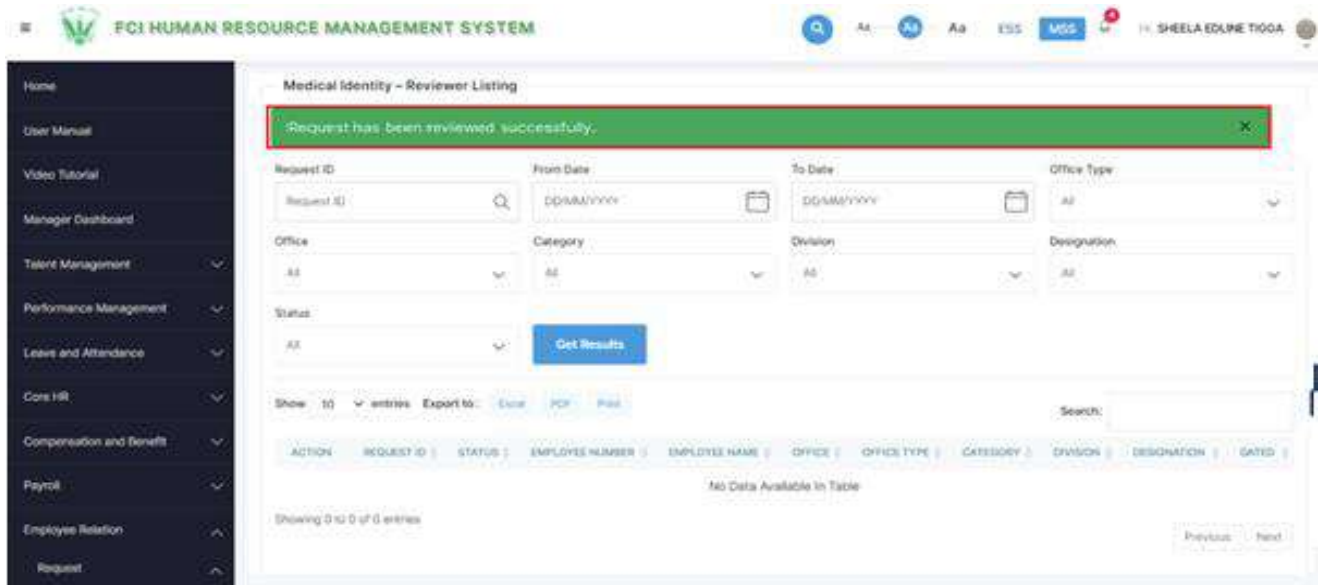 FCI HUMAN RESOURCE MANAGEMENT SYSTEM
Aa Aa Aa ESS MSS 4 Hi, SHEELA EDLINE TIGGA
Home
User Manual
Video Tutorial
Manager Dashboard
Talent Management
Performance Management
Leave and Attendance
Core HR
Compensation and Benefit
Payroll
Employee Relation
Request
Medical Identity – Reviewer Listing
Request has been reviewed successfully. ×
Request ID From Date To Date Office Type
Request ID DD/MM/YYYY DD/MM/YYYY All
Office Category Division Designation
All All All All
Status
All Get Results
Show 10 entries Export to: Excel PDF Print Search:
ACTION REQUEST ID STATUS EMPLOYEE NUMBER EMPLOYEE NAME OFFICE OFFICE TYPE CATEGORY DIVISION DESIGNATION DATED
No Data Available In Table
Showing 0 to 0 of 0 entries
Previous Next